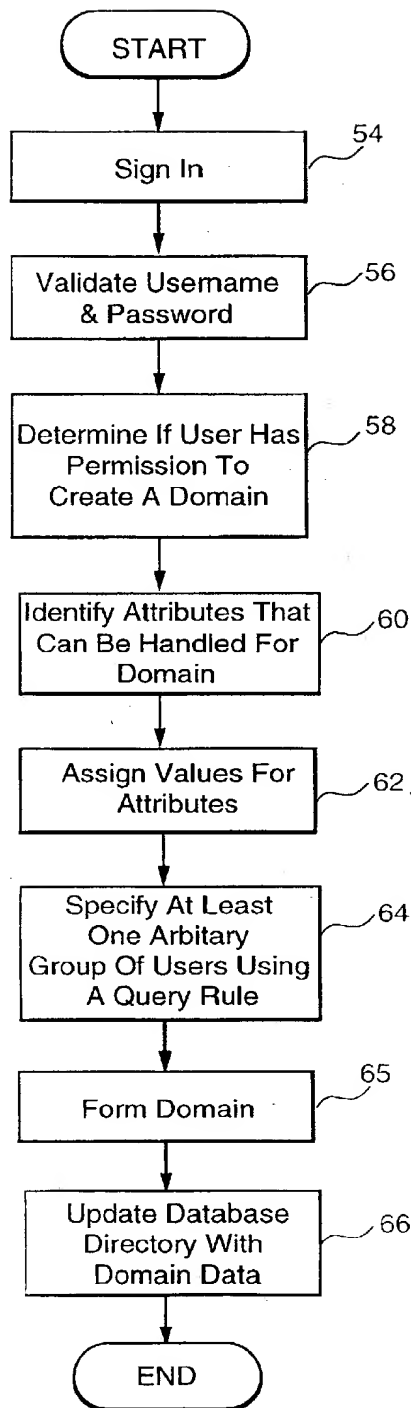 START
Sign In
54
Validate Username
& Password
56
Determine If User Has
Permission To
Create A Domain
58
Identify Attributes That
Can Be Handled For
Domain
60
Assign Values For
Attributes
62
Specify At Least
One Arbitary
Group Of Users Using
A Query Rule
64
Form Domain
65
Update Database
Directory With
Domain Data
66
END